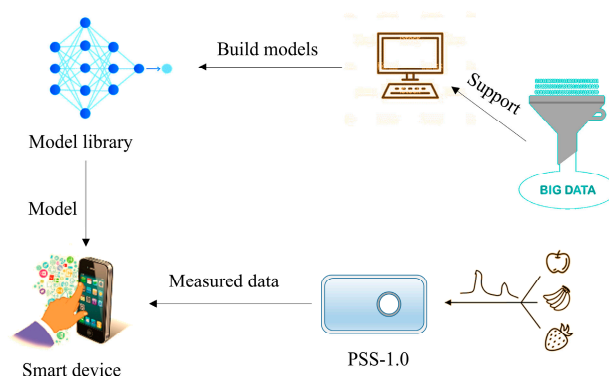 Build models
Support
Model library
BIG DATA
Model
Measured data
PSS-1.0
Smart device